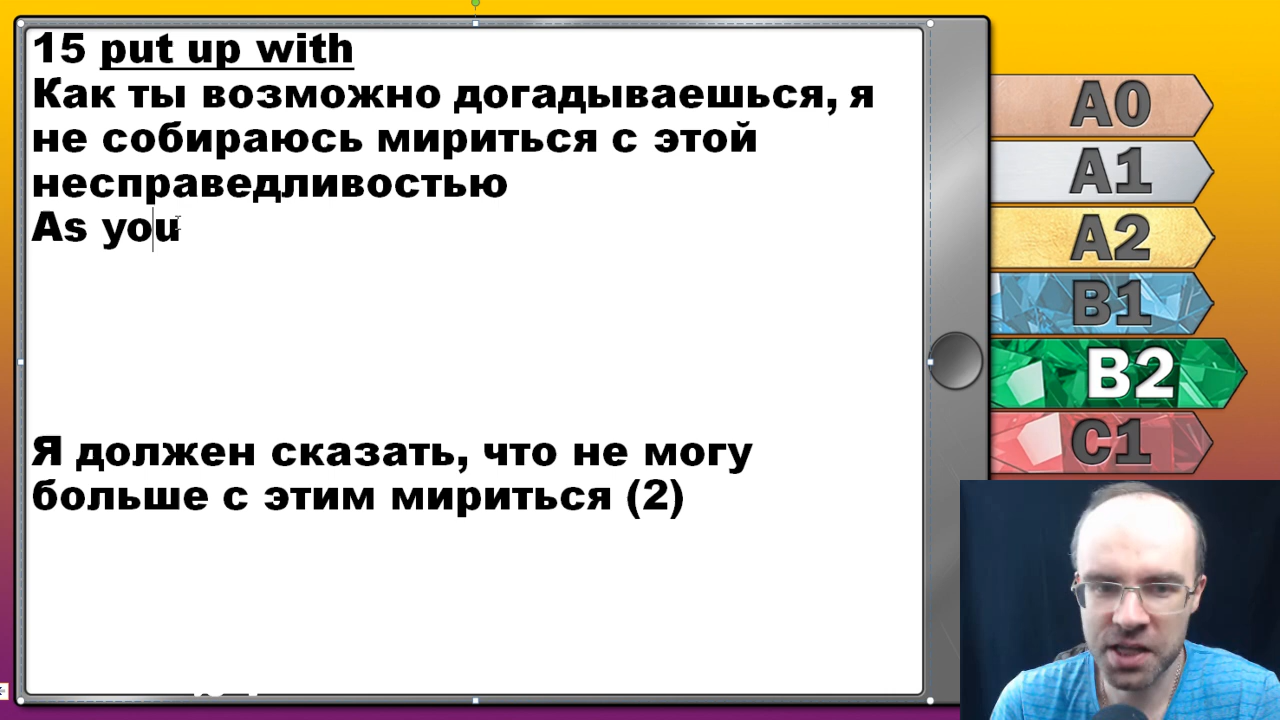 15 put up with
Как ты возможно догадываешься, я
не собираюсь мириться с этой
несправедливостью
As you
Я должен сказать, что не могу
больше с этим мириться (2)
A0
A1
A2
B1
B2
C1